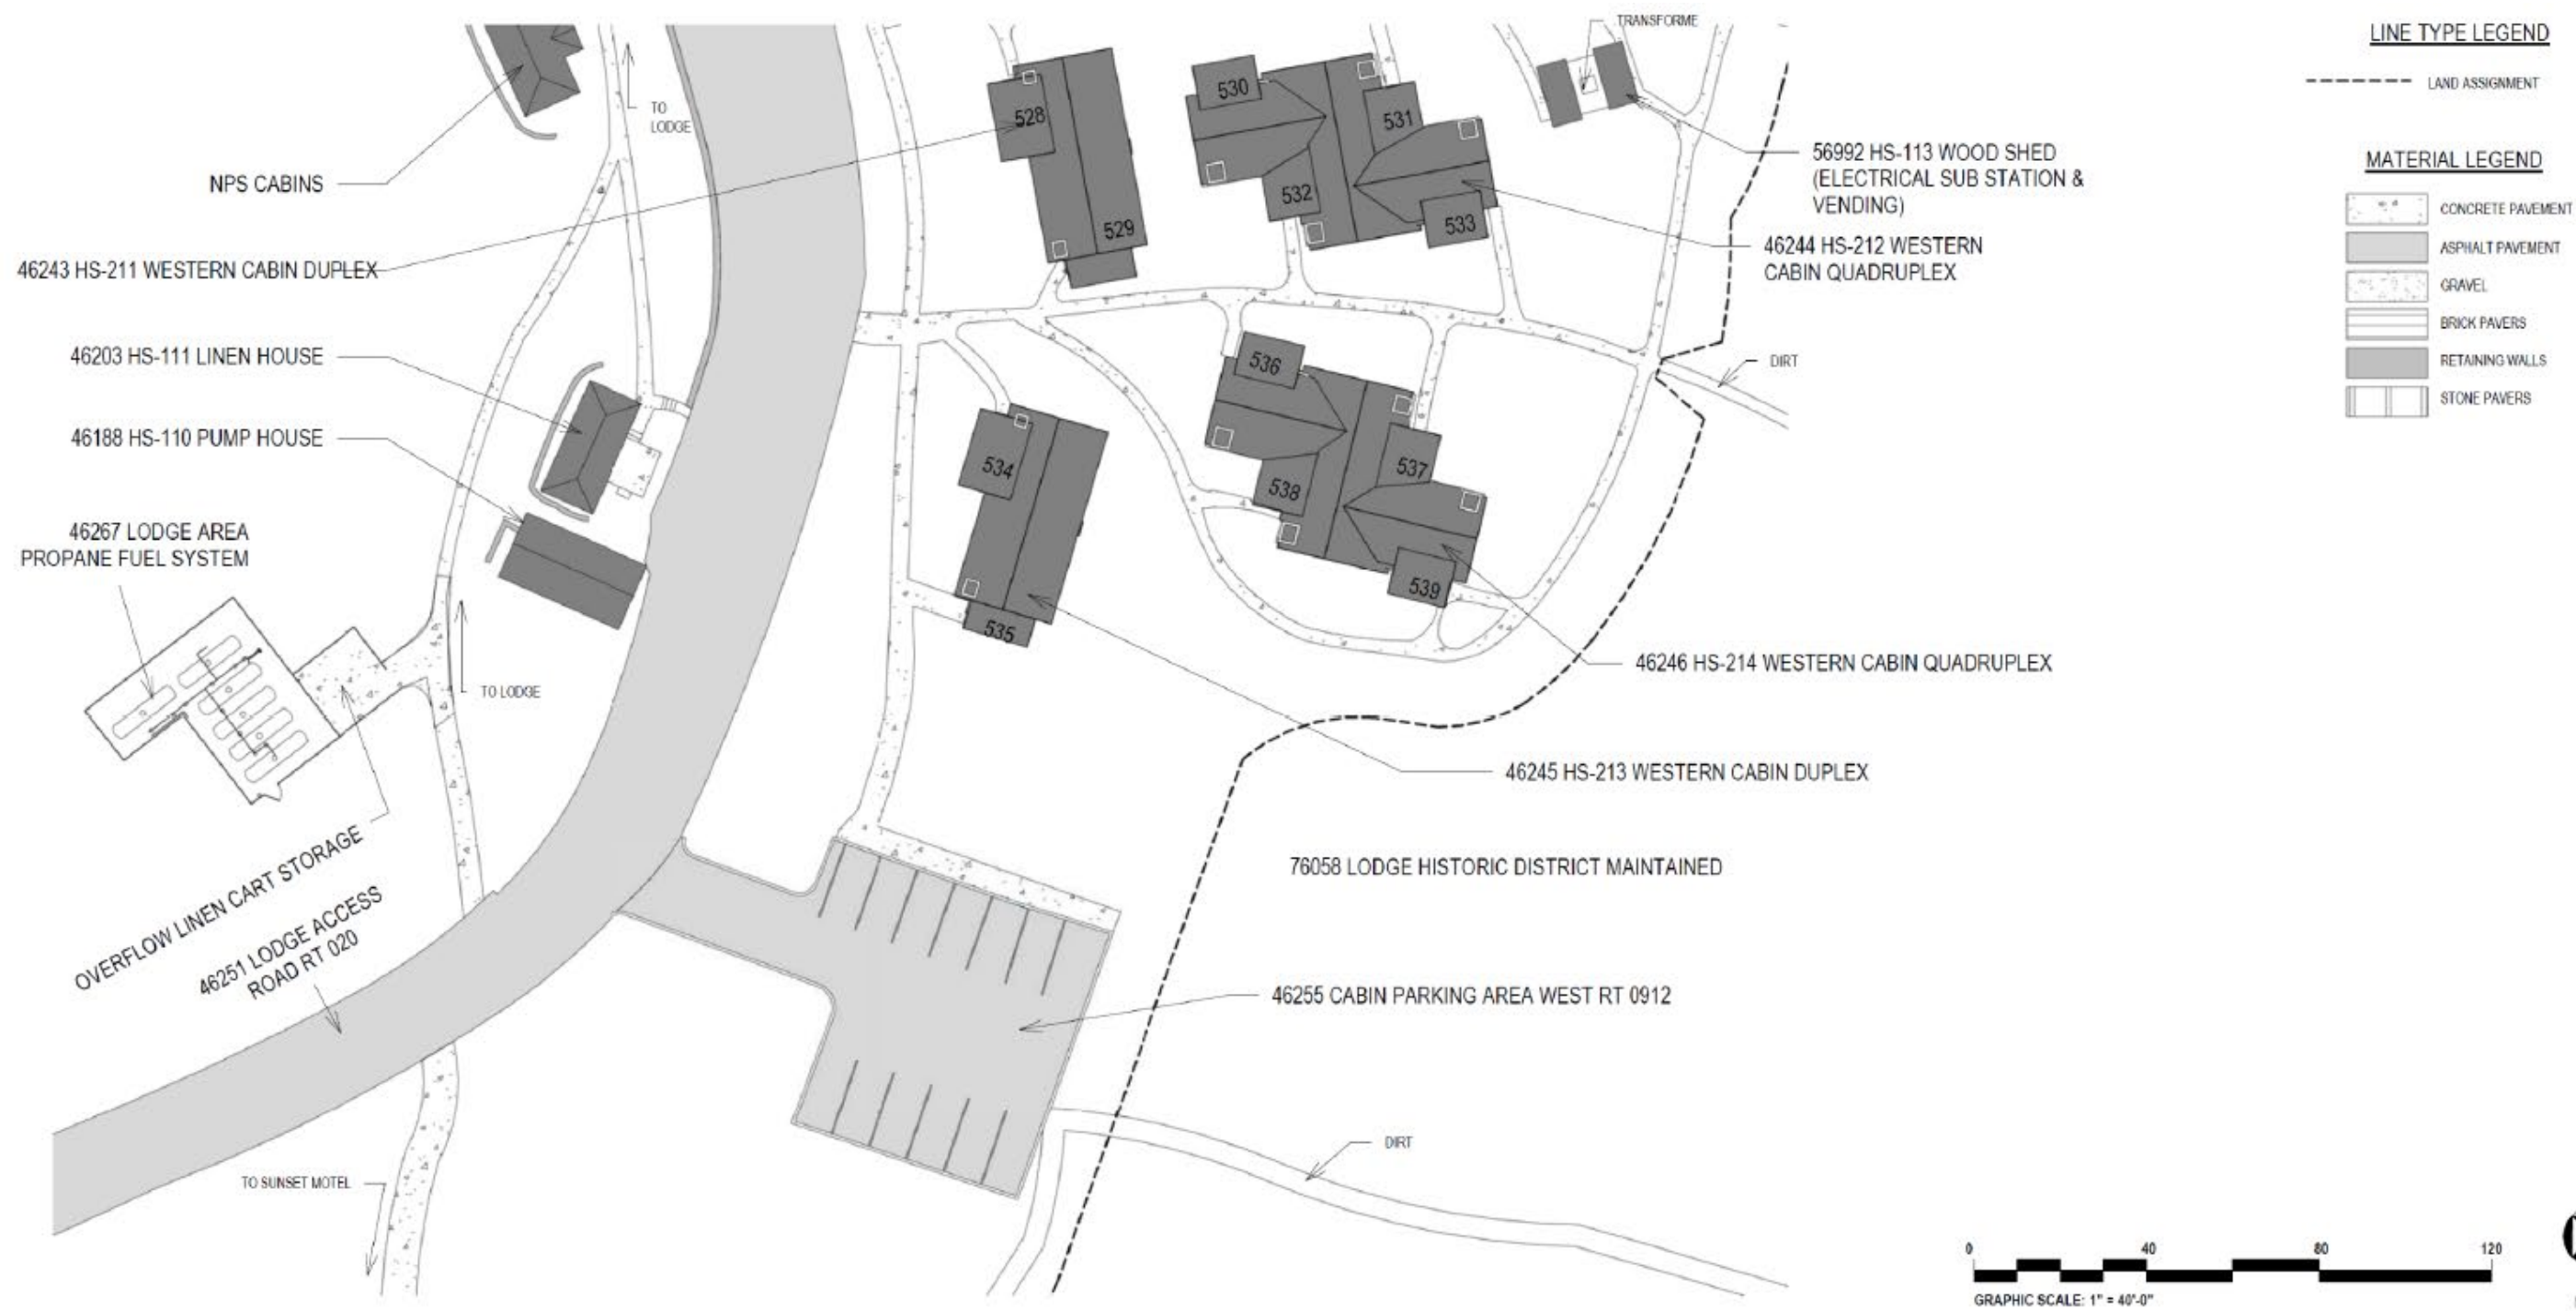 TRANSFORME
LINE TYPE LEGEND
LAND ASSIGNMENT
MATERIAL LEGEND
CONCRETE PAVEMENT
ASPHALT PAVEMENT
GRAVEL
BRICK PAVERS
RETAINING WALLS
STONE PAVERS
TO
LODGE
NPS CABINS
46243 HS-211 WESTERN CABIN DUPLEX
46203 HS-111 LINEN HOUSE
46188 HS-110 PUMP HOUSE
46267 LODGE AREA
PROPANE FUEL SYSTEM
528
529
530
531
532
533
56992 HS-113 WOOD SHED
(ELECTRICAL SUB STATION &
VENDING)
46244 HS-212 WESTERN
CABIN QUADRUPLEX
DIRT
534
535
536
537
538
539
46246 HS-214 WESTERN CABIN QUADRUPLEX
TO LODGE
46245 HS-213 WESTERN CABIN DUPLEX
OVERFLOW LINEN CART STORAGE
46251 LODGE ACCESS
ROAD RT 020
76058 LODGE HISTORIC DISTRICT MAINTAINED
46255 CABIN PARKING AREA WEST RT 0912
DIRT
TO SUNSET MOTEL
0 40 80 120
GRAPHIC SCALE: 1" = 40'-0"